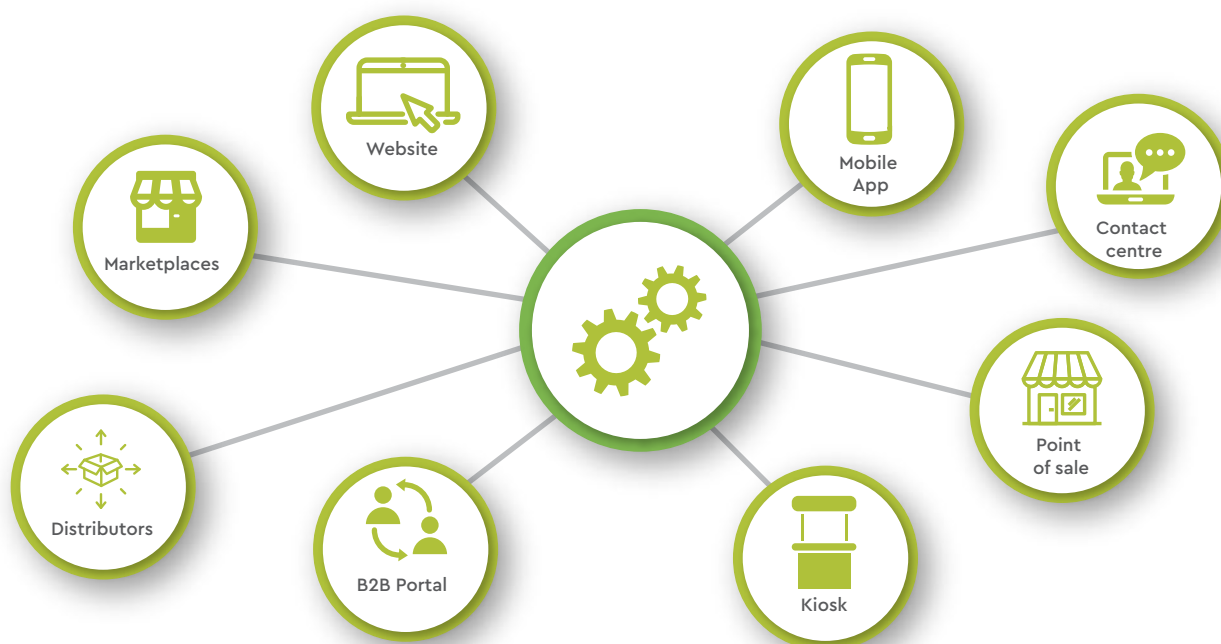 Website
Mobile
App
Marketplaces
Contact
centre
Point
of sale
Distributors
B2B Portal
Kiosk